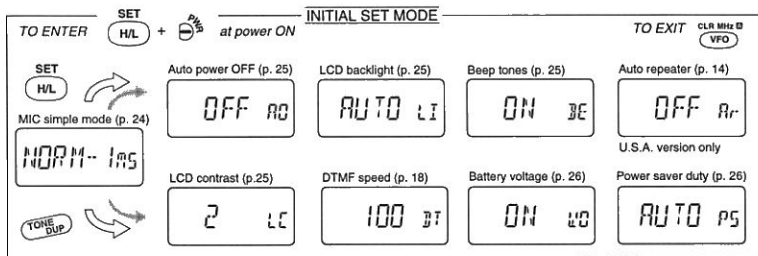 INITIAL SET MODE
TO ENTER SET H/L + PWR at power ON
TO EXIT CLR MHz A VFO
SET
H/L
MIC simple mode (p. 24)
NORM-- 1MS
TONE DUP
Auto power OFF (p. 25)
OFF AO
LCD backlight (p. 25)
AUTO LI
Beep tones (p. 25)
ON BE
Auto repeater (p. 14)
OFF Ar
U.S.A. version only
LCD contrast (p.25)
2 LC
DTMF speed (p. 18)
100 DT
Battery voltage (p. 26)
ON VO
Power saver duty (p. 26)
AUTO PS